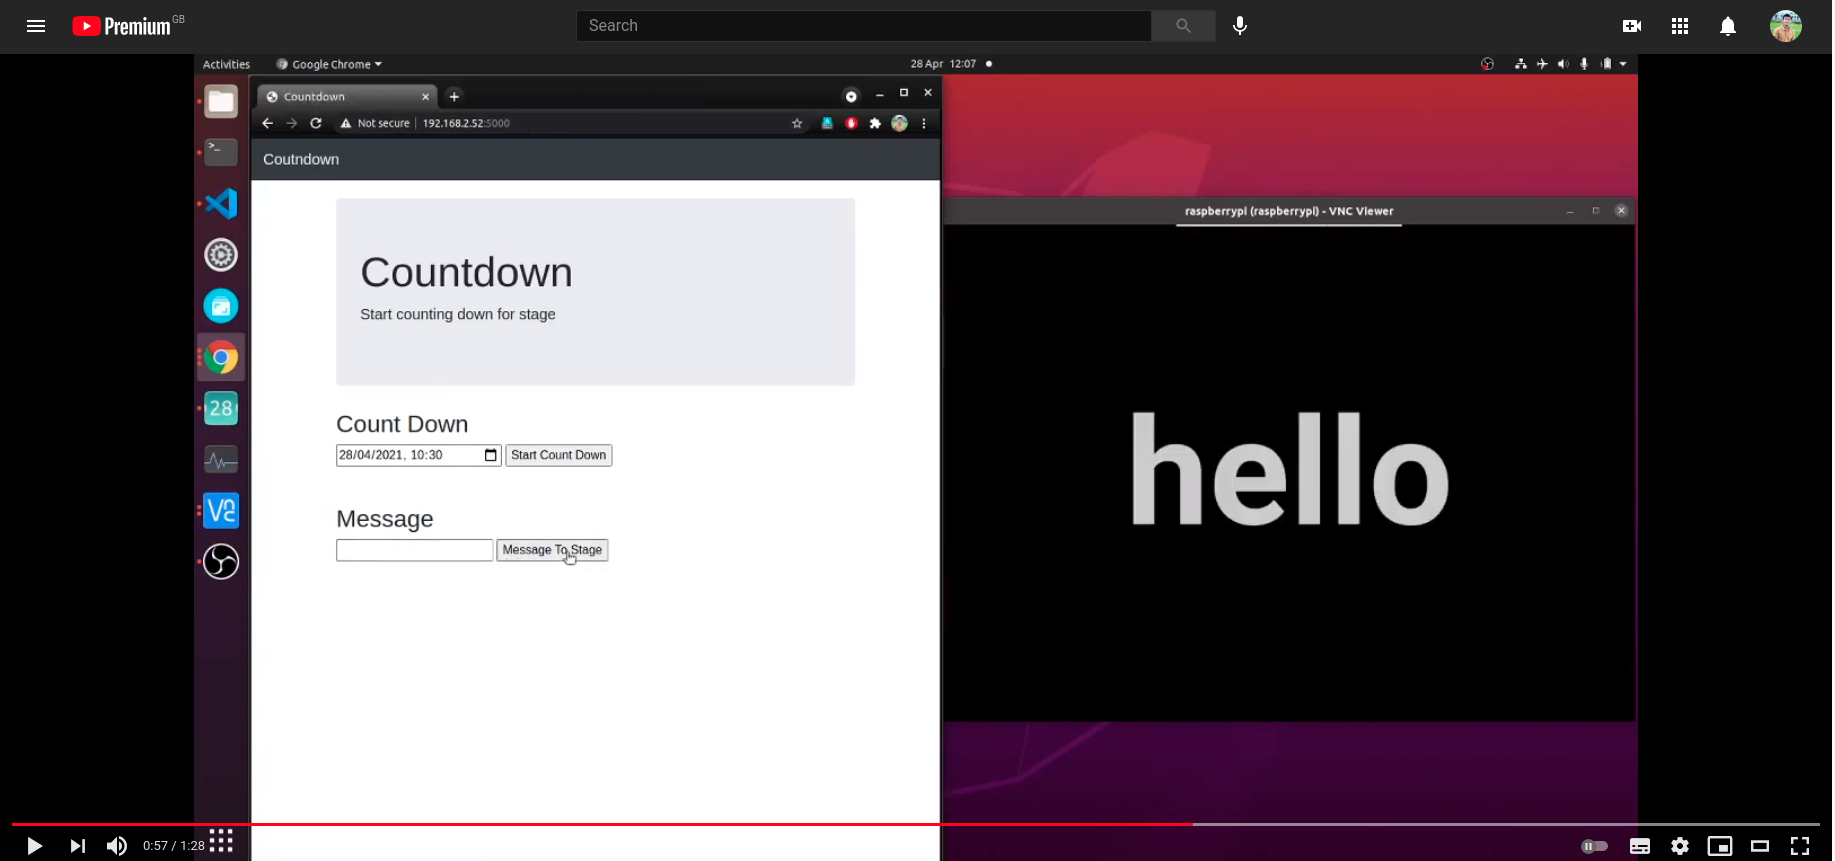 Premium GB
Search
Activities
Google Chrome
28 Apr 12:07
Countdown
Not secure
192.168.2.52:5000
Coutndown
Countdown
Start counting down for stage
Count Down
28/04/2021, 10:30
Start Count Down
Message
Message To Stage
raspberrypi (raspberrypi) - VNC Viewer
hello
>_
28
V2
0:57 / 1:28